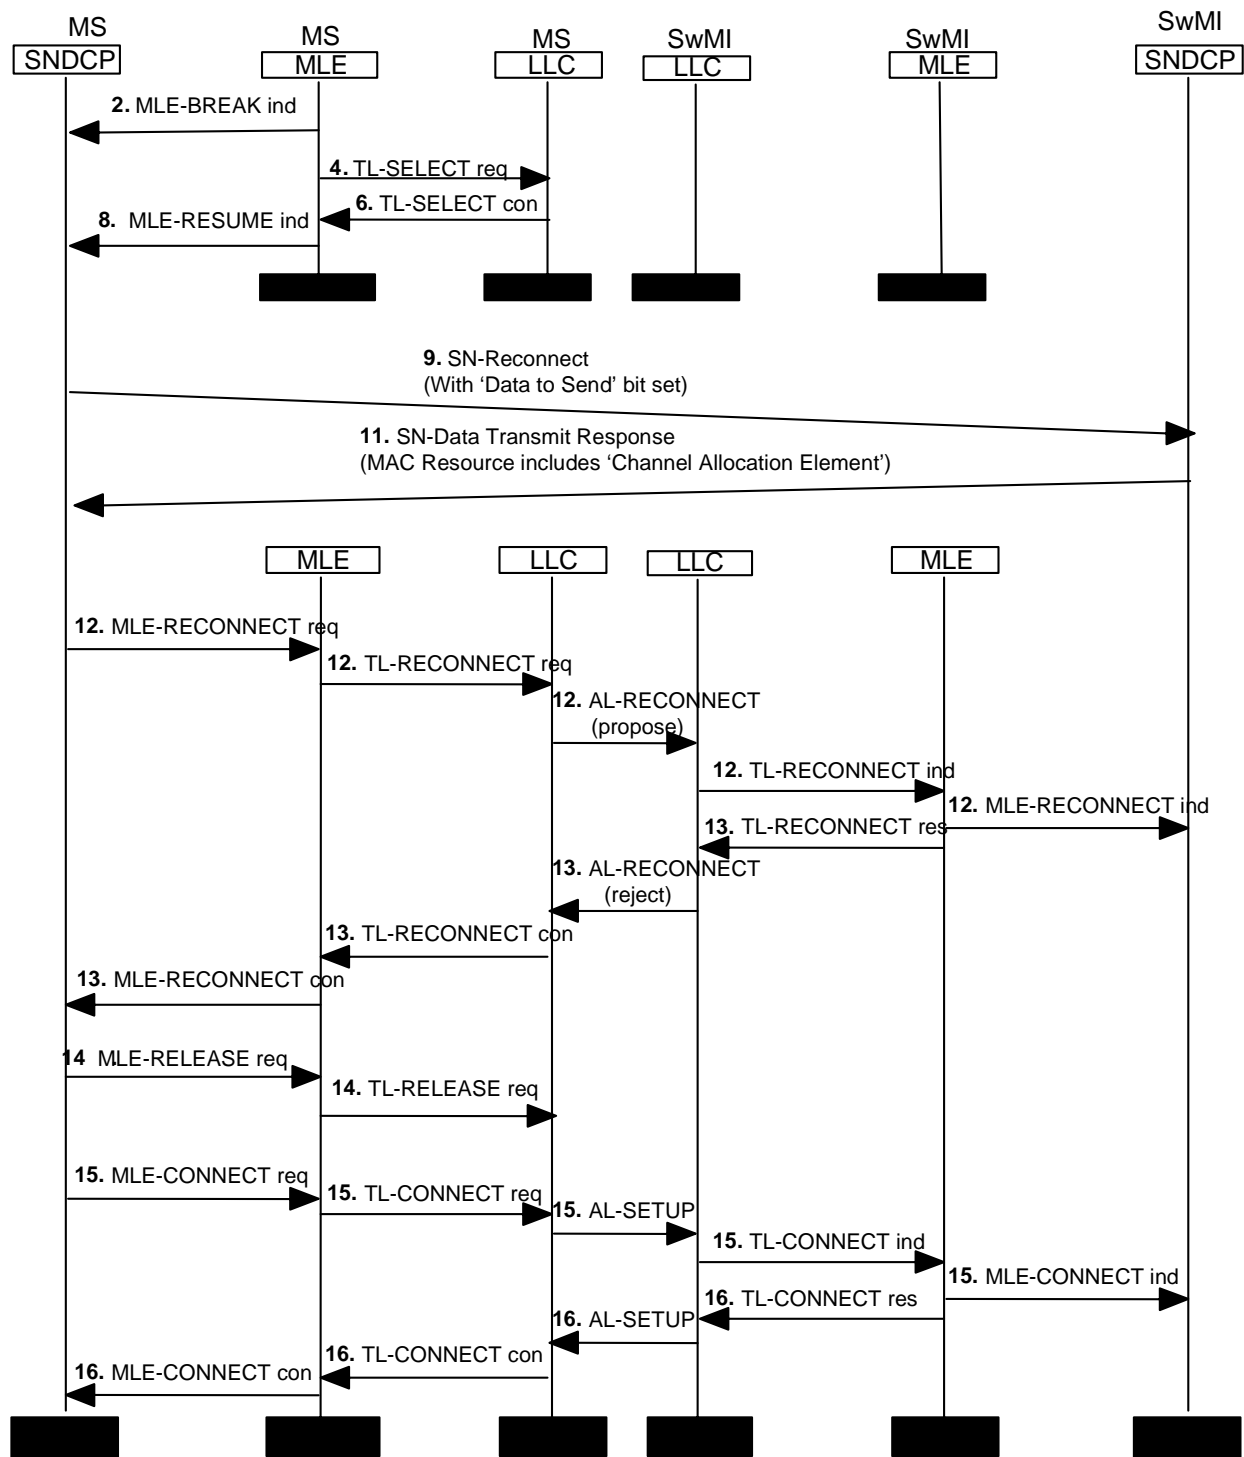 MS
MS
MS
SwMI
SwMI
SwMI
SNDCP
MLE
LLC
LLC
MLE
SNDCP
2. MLE-BREAK ind
4. TL-SELECT req
6. TL-SELECT con
8. MLE-RESUME ind
9. SN-Reconnect
(With ‘Data to Send’ bit set)
11. SN-Data Transmit Response
(MAC Resource includes ‘Channel Allocation Element’)
MLE
LLC
LLC
MLE
12. MLE-RECONNECT req
12. TL-RECONNECT req
12. AL-RECONNECT
(propose)
12. TL-RECONNECT ind
12. MLE-RECONNECT ind
13. TL-RECONNECT res
13. AL-RECONNECT
(reject)
13. TL-RECONNECT con
13. MLE-RECONNECT con
14. MLE-RELEASE req
14. TL-RELEASE req
15. MLE-CONNECT req
15. TL-CONNECT req
15. AL-SETUP
15. TL-CONNECT ind
15. MLE-CONNECT ind
16. TL-CONNECT res
16. AL-SETUP
16. TL-CONNECT con
16. MLE-CONNECT con